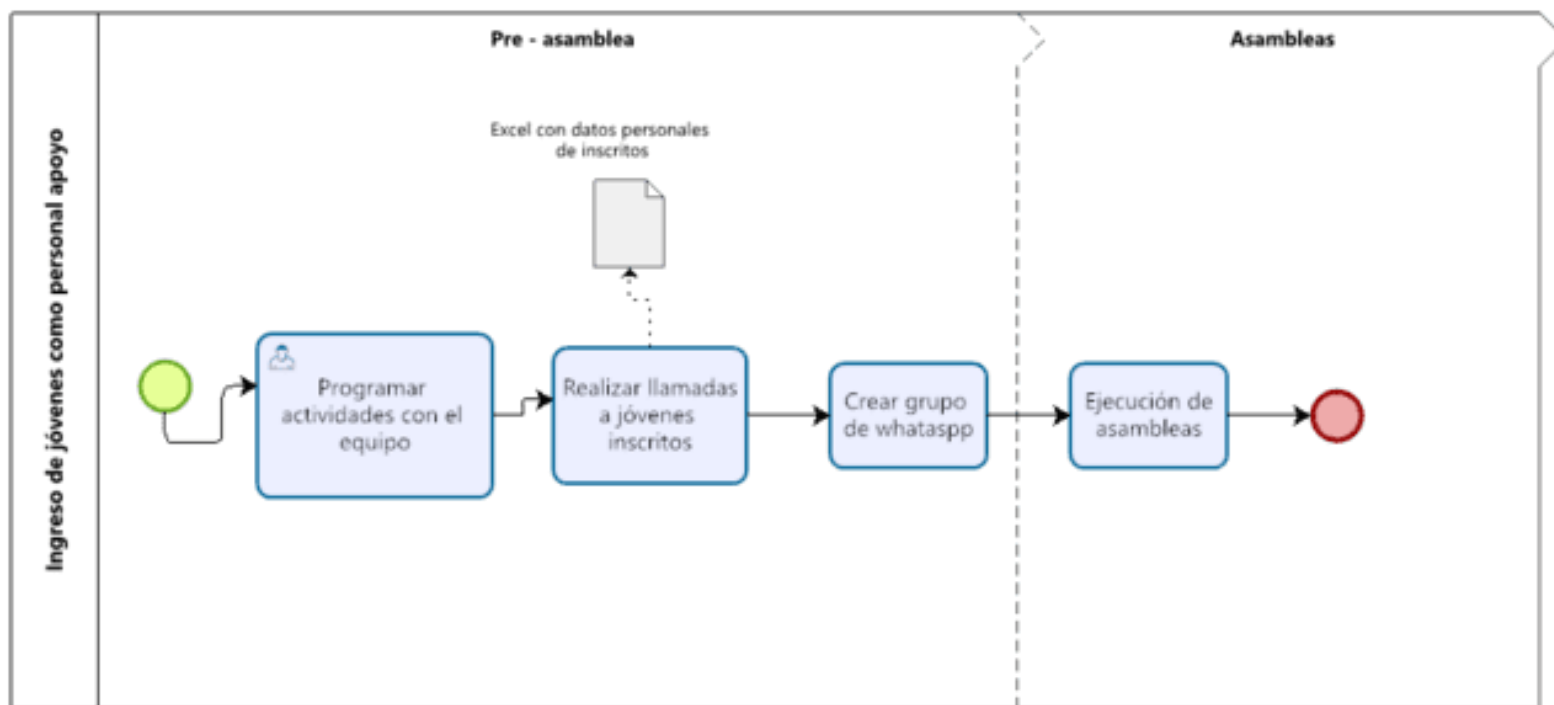 Pre - asamblea
Asambleas
Ingreso de jóvenes como personal apoyo
Excel con datos personales
de inscritos
Programar
actividades con el
equipo
Realizar llamadas
a jóvenes
inscritos
Crear grupo
de whataspp
Ejecución de
asambleas